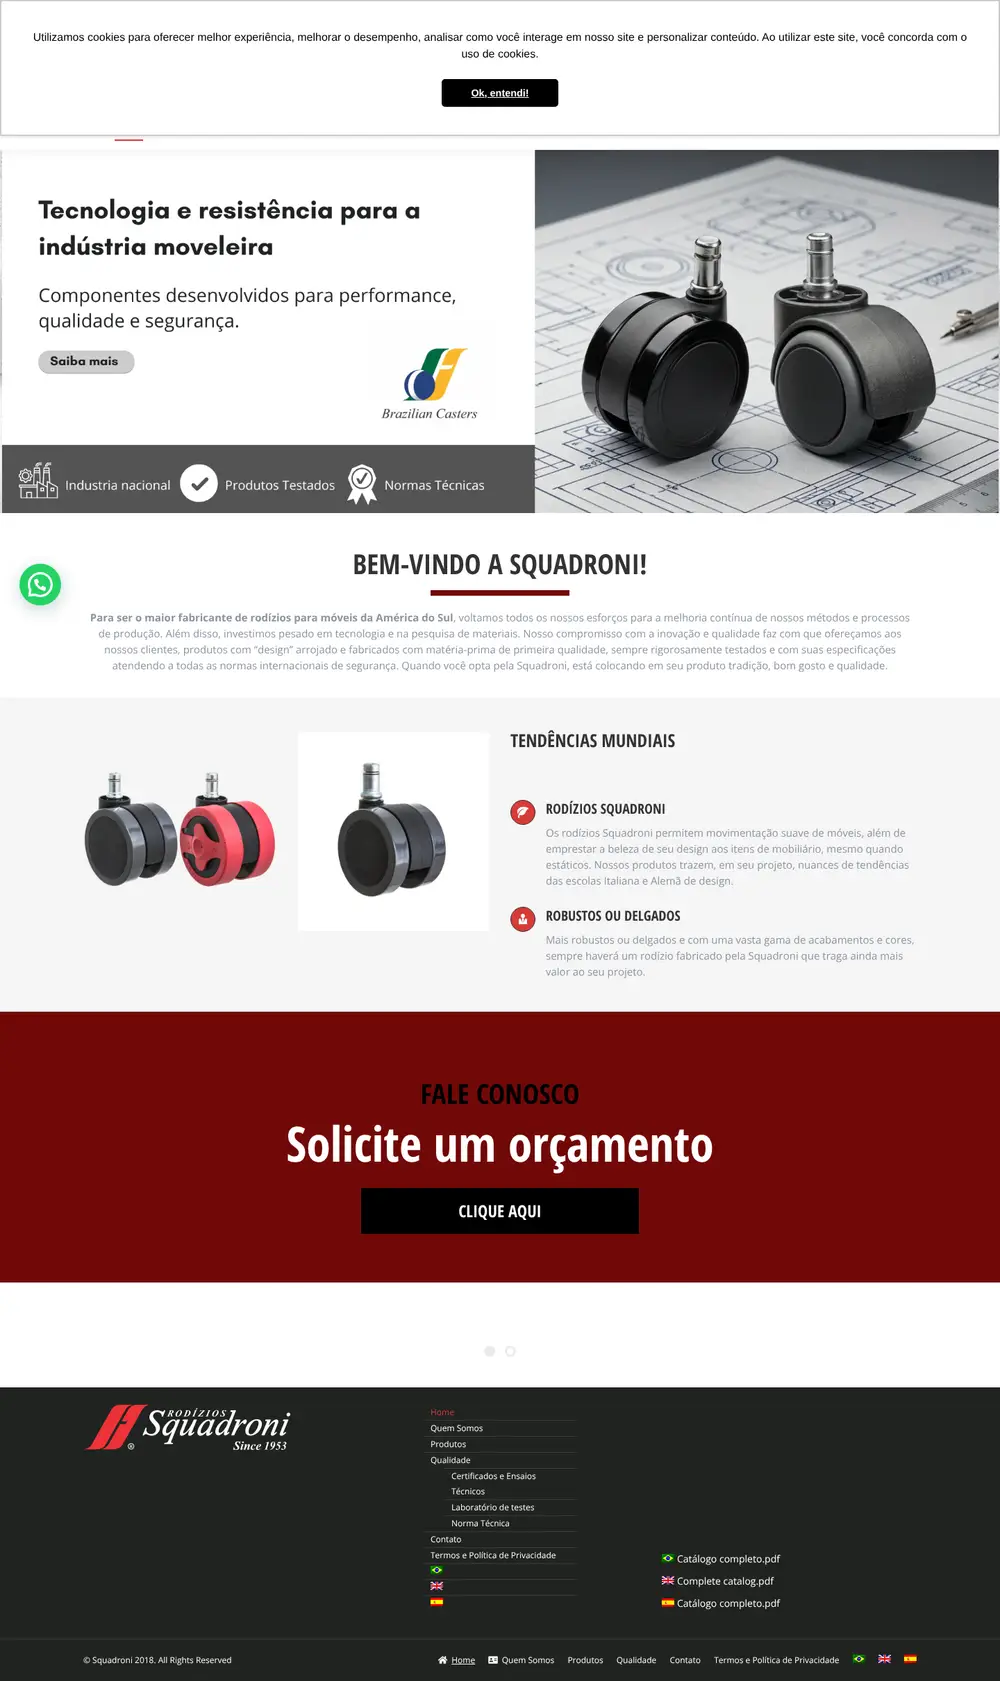 Utilizamos cookies para oferecer melhor experiência, melhorar o desempenho, analisar como você interage em nosso site e personalizar conteúdo. Ao utilizar este site, você concorda com o
uso de cookies.
Ok, entendi!
Tecnologia e resistência para a
indústria moveleira
Componentes desenvolvidos para performance,
qualidade e segurança.
Saiba mais
Brazilian Casters
Industria nacional
Produtos Testados
Normas Técnicas
BEM-VINDO A SQUADRONI!
Para ser o maior fabricante de rodízios para móveis da América do Sul, voltamos todos os nossos esforços para a melhoria contínua de nossos métodos e processos
de produção. Além disso, investimos pesado em tecnologia e na pesquisa de materiais. Nosso compromisso com a inovação e qualidade faz com que ofereçamos aos
nossos clientes, produtos com “design” arrojado e fabricados com matéria-prima de primeira qualidade, sempre rigorosamente testados e com suas especificações
atendendo a todas as normas internacionais de segurança. Quando você opta pela Squadroni, está colocando em seu produto tradição, bom gosto e qualidade.
TENDÊNCIAS MUNDIAIS
RODÍZIOS SQUADRONI
Os rodízios Squadroni permitem movimentação suave de móveis, além de
emprestar a beleza de seu design aos itens de mobiliário, mesmo quando
estáticos. Nossos produtos trazem, em seu projeto, nuances de tendências
das escolas Italiana e Alemã de design.
ROBUSTOS OU DELGADOS
Mais robustos ou delgados e com uma vasta gama de acabamentos e cores,
sempre haverá um rodízio fabricado pela Squadroni que traga ainda mais
valor ao seu projeto.
FALE CONOSCO
Solicite um orçamento
CLIQUE AQUI
RODÍZIOS
Squadroni
Since 1953
®
Home
Quem Somos
Produtos
Qualidade
Certificados e Ensaios
Técnicos
Laboratório de testes
Norma Técnica
Contato
Termos e Política de Privacidade
Catálogo completo.pdf
Complete catalog.pdf
Catálogo completo.pdf
© Squadroni 2018. All Rights Reserved
Home
Quem Somos
Produtos
Qualidade
Contato
Termos e Política de Privacidade